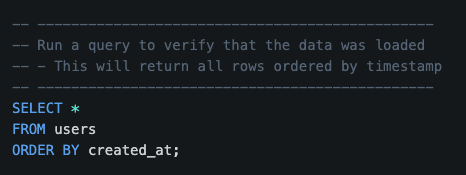 -- -----------------------------------------------
-- Run a query to verify that the data was loaded
-- - This will return all rows ordered by timestamp
-- -----------------------------------------------
SELECT *
FROM users
ORDER BY created_at;